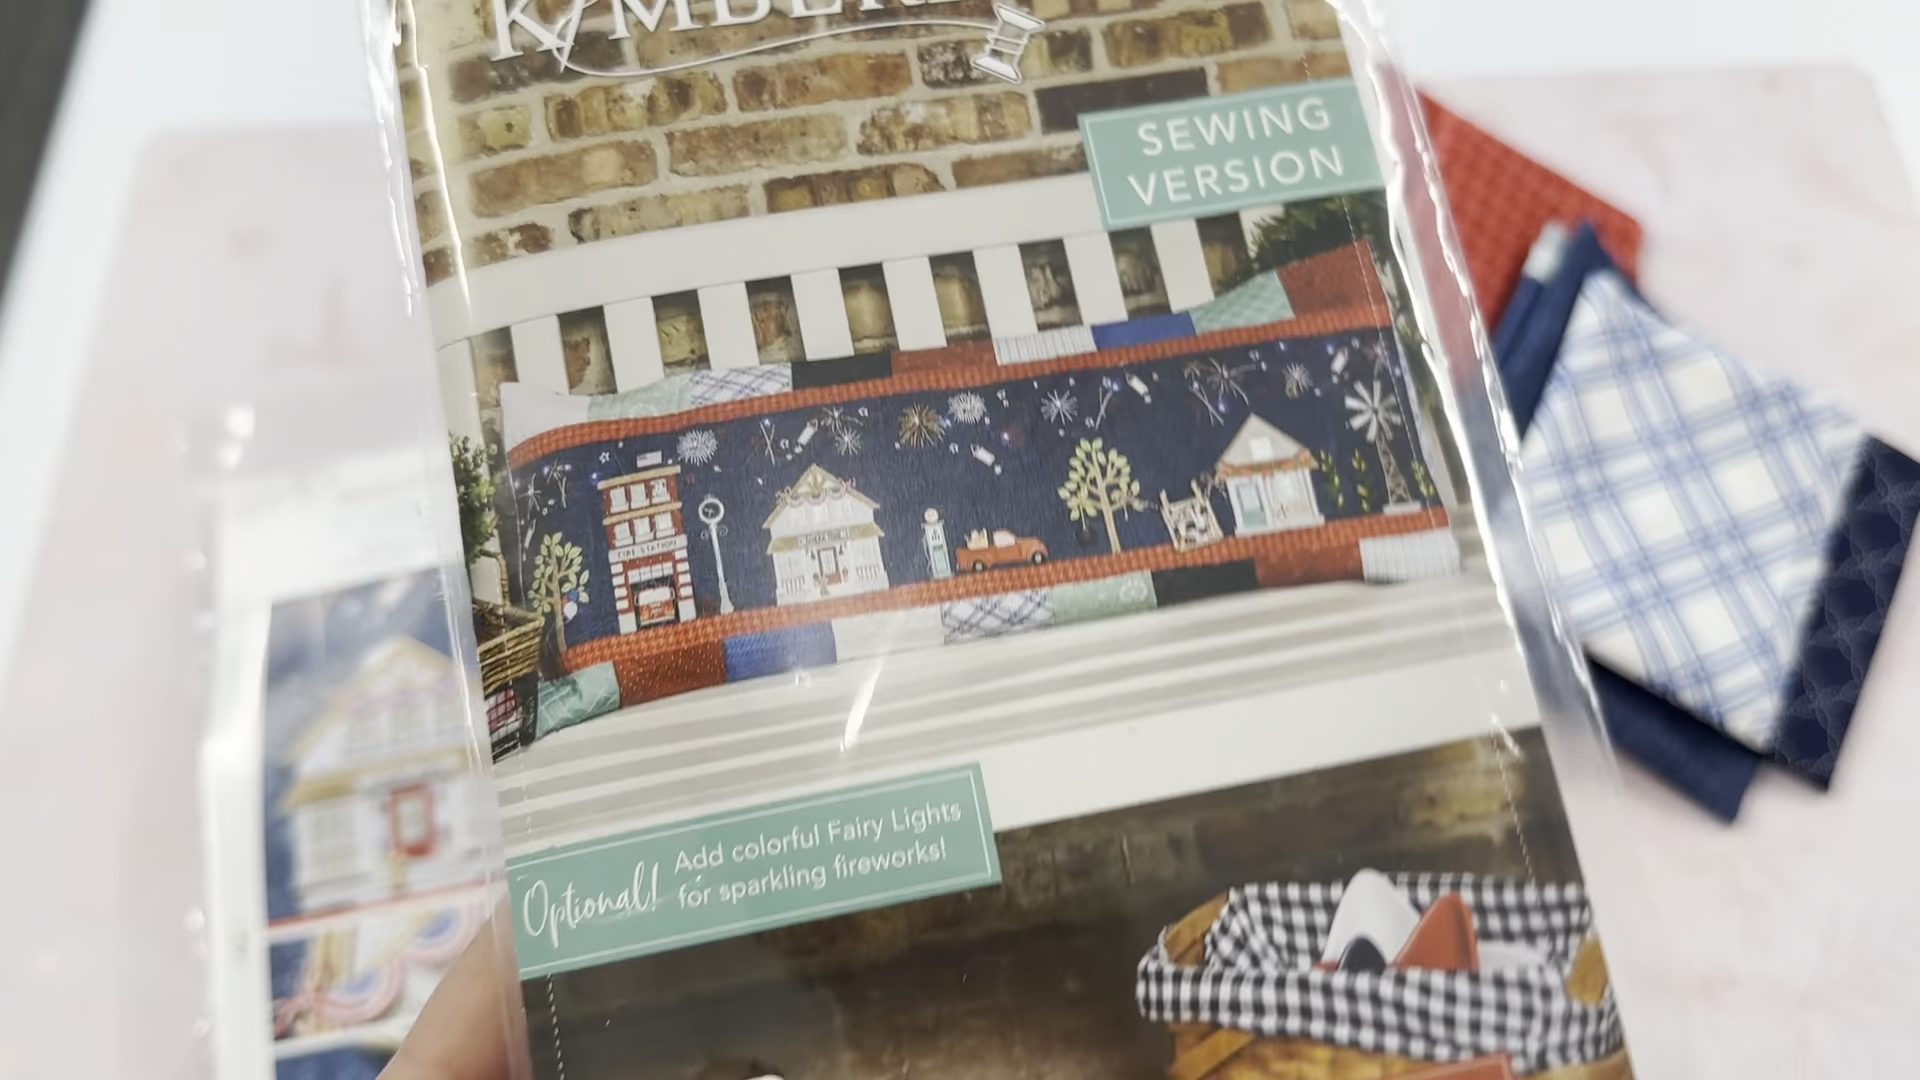 SEWING
VERSION
FIRE STATION
Optional! Add colorful Fairy Lights
for sparkling fireworks!